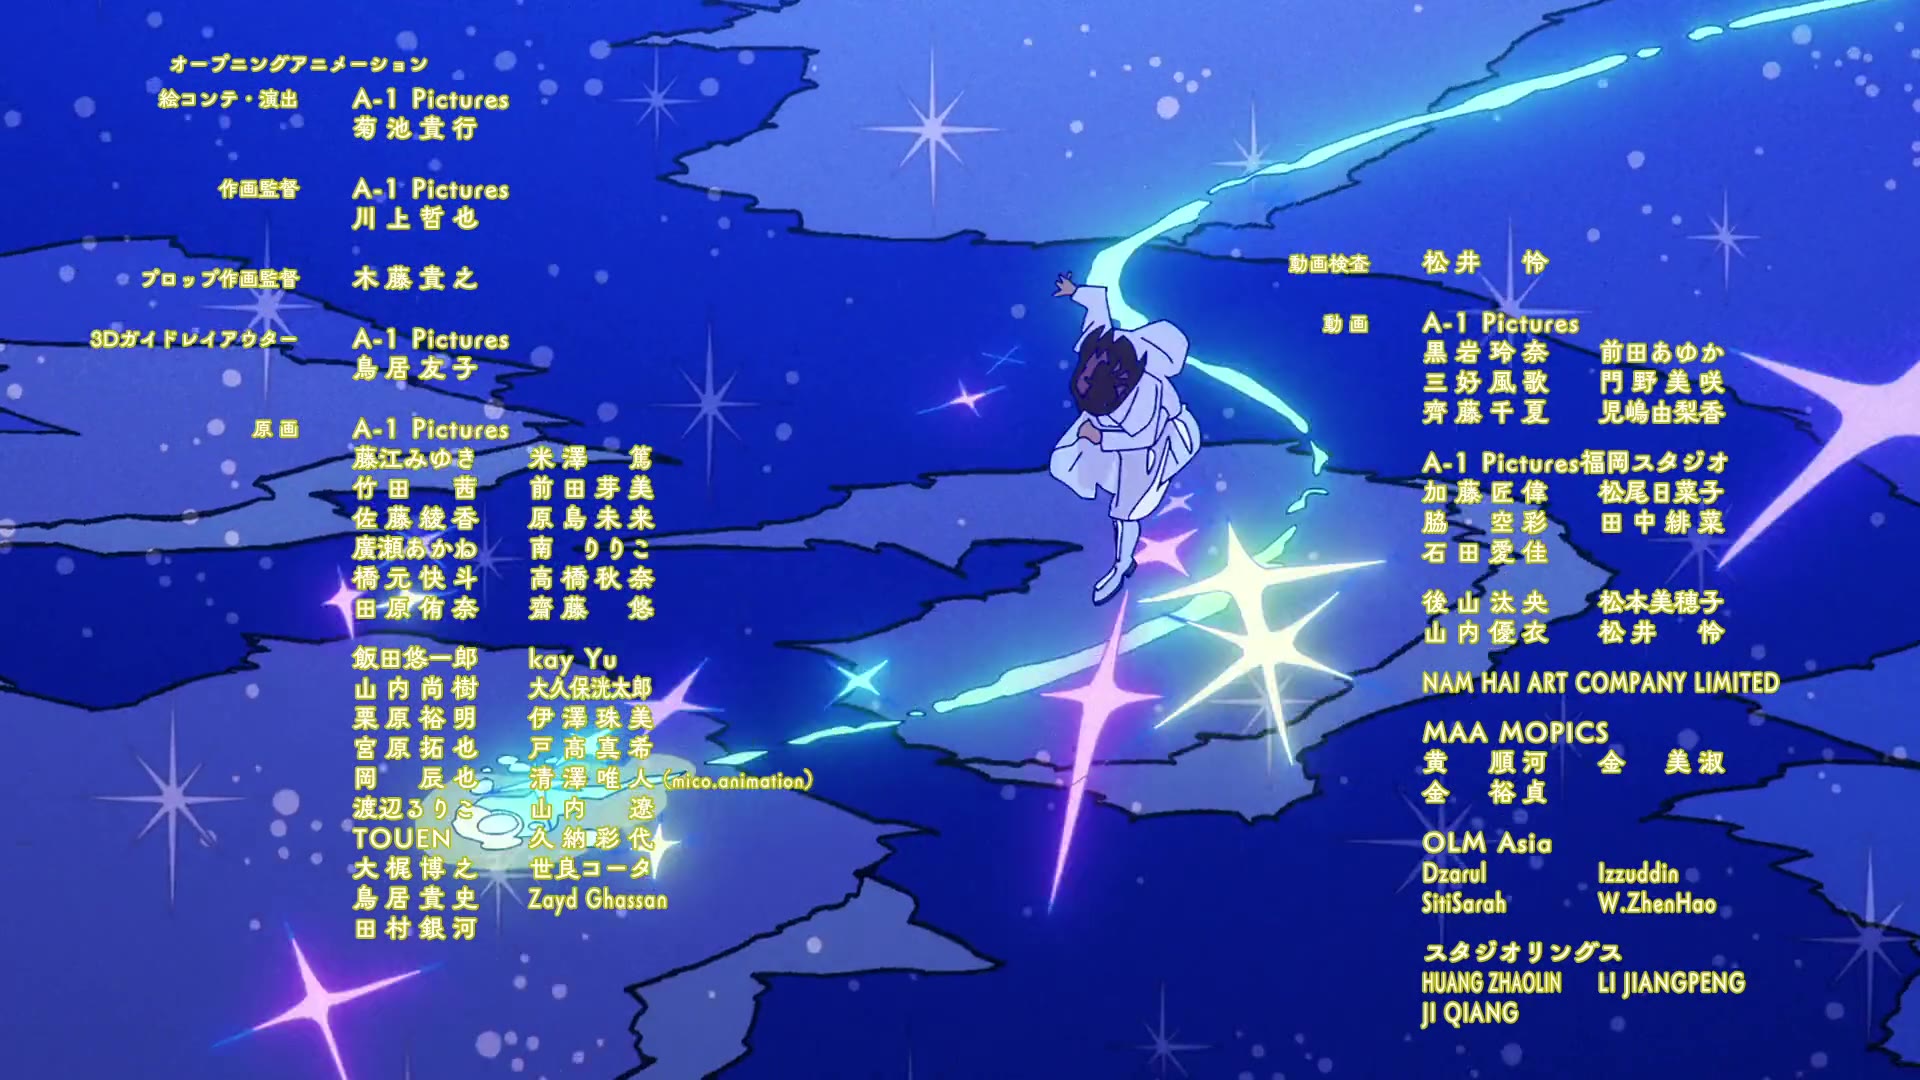 オープニングアニメーション
絵コンテ・演出 A-1 Pictures
菊池貴行
作画監督 A-1 Pictures
川上哲也
プロップ作画監督 木藤貴之
3Dガイドレイアウター A-1 Pictures
鳥居友子
原画 A-1 Pictures
藤江みゆき 米澤 篤
竹田 茜 前田芽美
佐藤綾香 原島未来
廣瀬あかね 南 りりこ
橋元快斗 高橋秋奈
田原侑奈 齋藤 悠
飯田悠一郎 kay Yu
山内尚樹 大久保洸太郎
栗原裕明 伊澤珠美
宮原拓也 戸高真希
岡 辰也 清澤唯人(mico.animation)
渡辺るりこ 山内 遼
TOUEN 久納彩代
大梶博之 世良コータ
鳥居貴史 Zayd Ghassan
田村銀河
動画検査 松井 怜
動画 A-1 Pictures
黒岩玲奈 前田あゆか
三好風歌 門野美咲
齊藤千夏 児嶋由梨香
A-1 Pictures福岡スタジオ
加藤匠偉 松尾日菜子
脇 空彩 田中緋菜
石田愛佳
後山汰央 松本美穂子
山内優衣 松井 怜
NAM HAI ART COMPANY LIMITED
MAA MOPICS
黄 順河 金 美淑
金 裕貞
OLM Asia
Dzarul Izzuddin
SitiSarah W.ZhenHao
スタジオリングス
HUANG ZHAOLIN LI JIANGPENG
JI QIANG